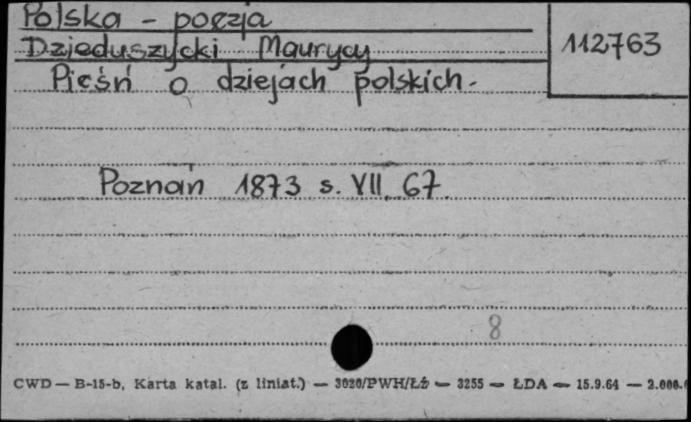 Polska - poezja
Dzieduszycki Maurycy
112763
Pieśń o dziejach polskich.
Poznań 1873 s. VII, 67.
8
CWD — B-15-b, Karta katal. (z liniat.) — 3020/PWH/Łź — 3255 — ŁDA — 15.9.64 — 2.000.